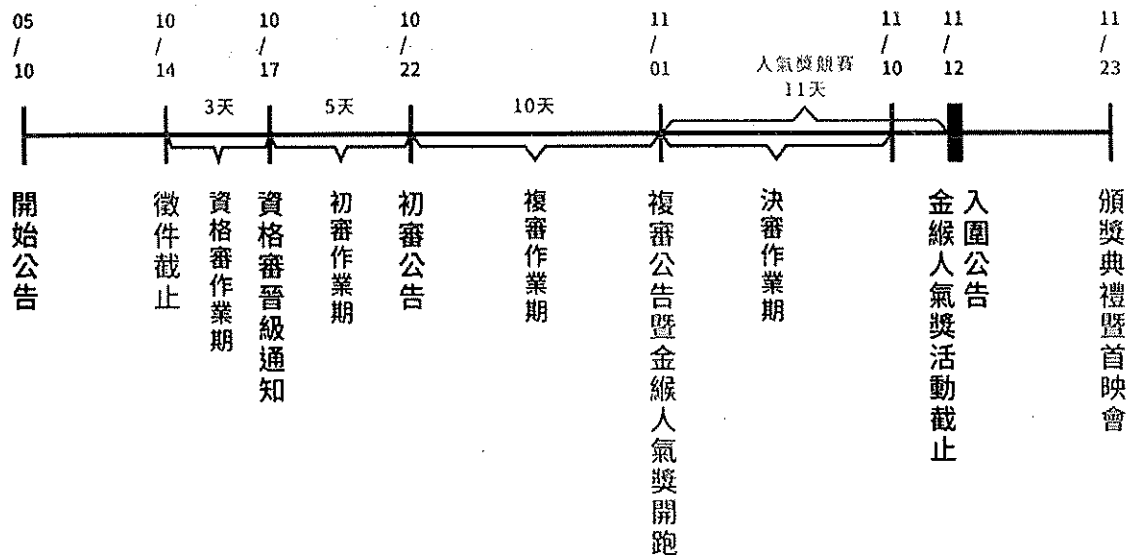 05
/
10
10
/
14
10
/
17
10
/
22
11
/
01
11
/
10
11
/
12
11
/
23
3天
5天
10天
人氣獎競賽
11天
開始公告
徵件截止
資格審作業期
資格審晉級通知
初審作業期
初審公告
複審作業期
複審公告暨金緱人氣獎開跑
決審作業期
金緱人氣獎活動截止
入圍公告
頒獎典禮暨首映會